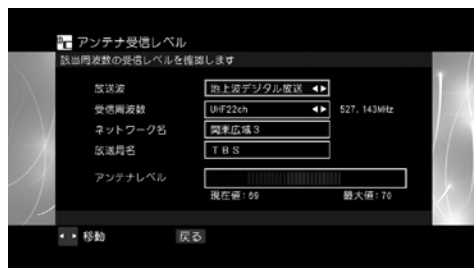 アンテナ受信レベル
該当周波数の受信レベルを確認します
放送波 地上波デジタル放送
受信周波数 UHF22ch 527.143MHz
ネットワーク名 関東広域3
放送局名 TBS
アンテナレベル
現在値:69 最大値:70
移動 戻る